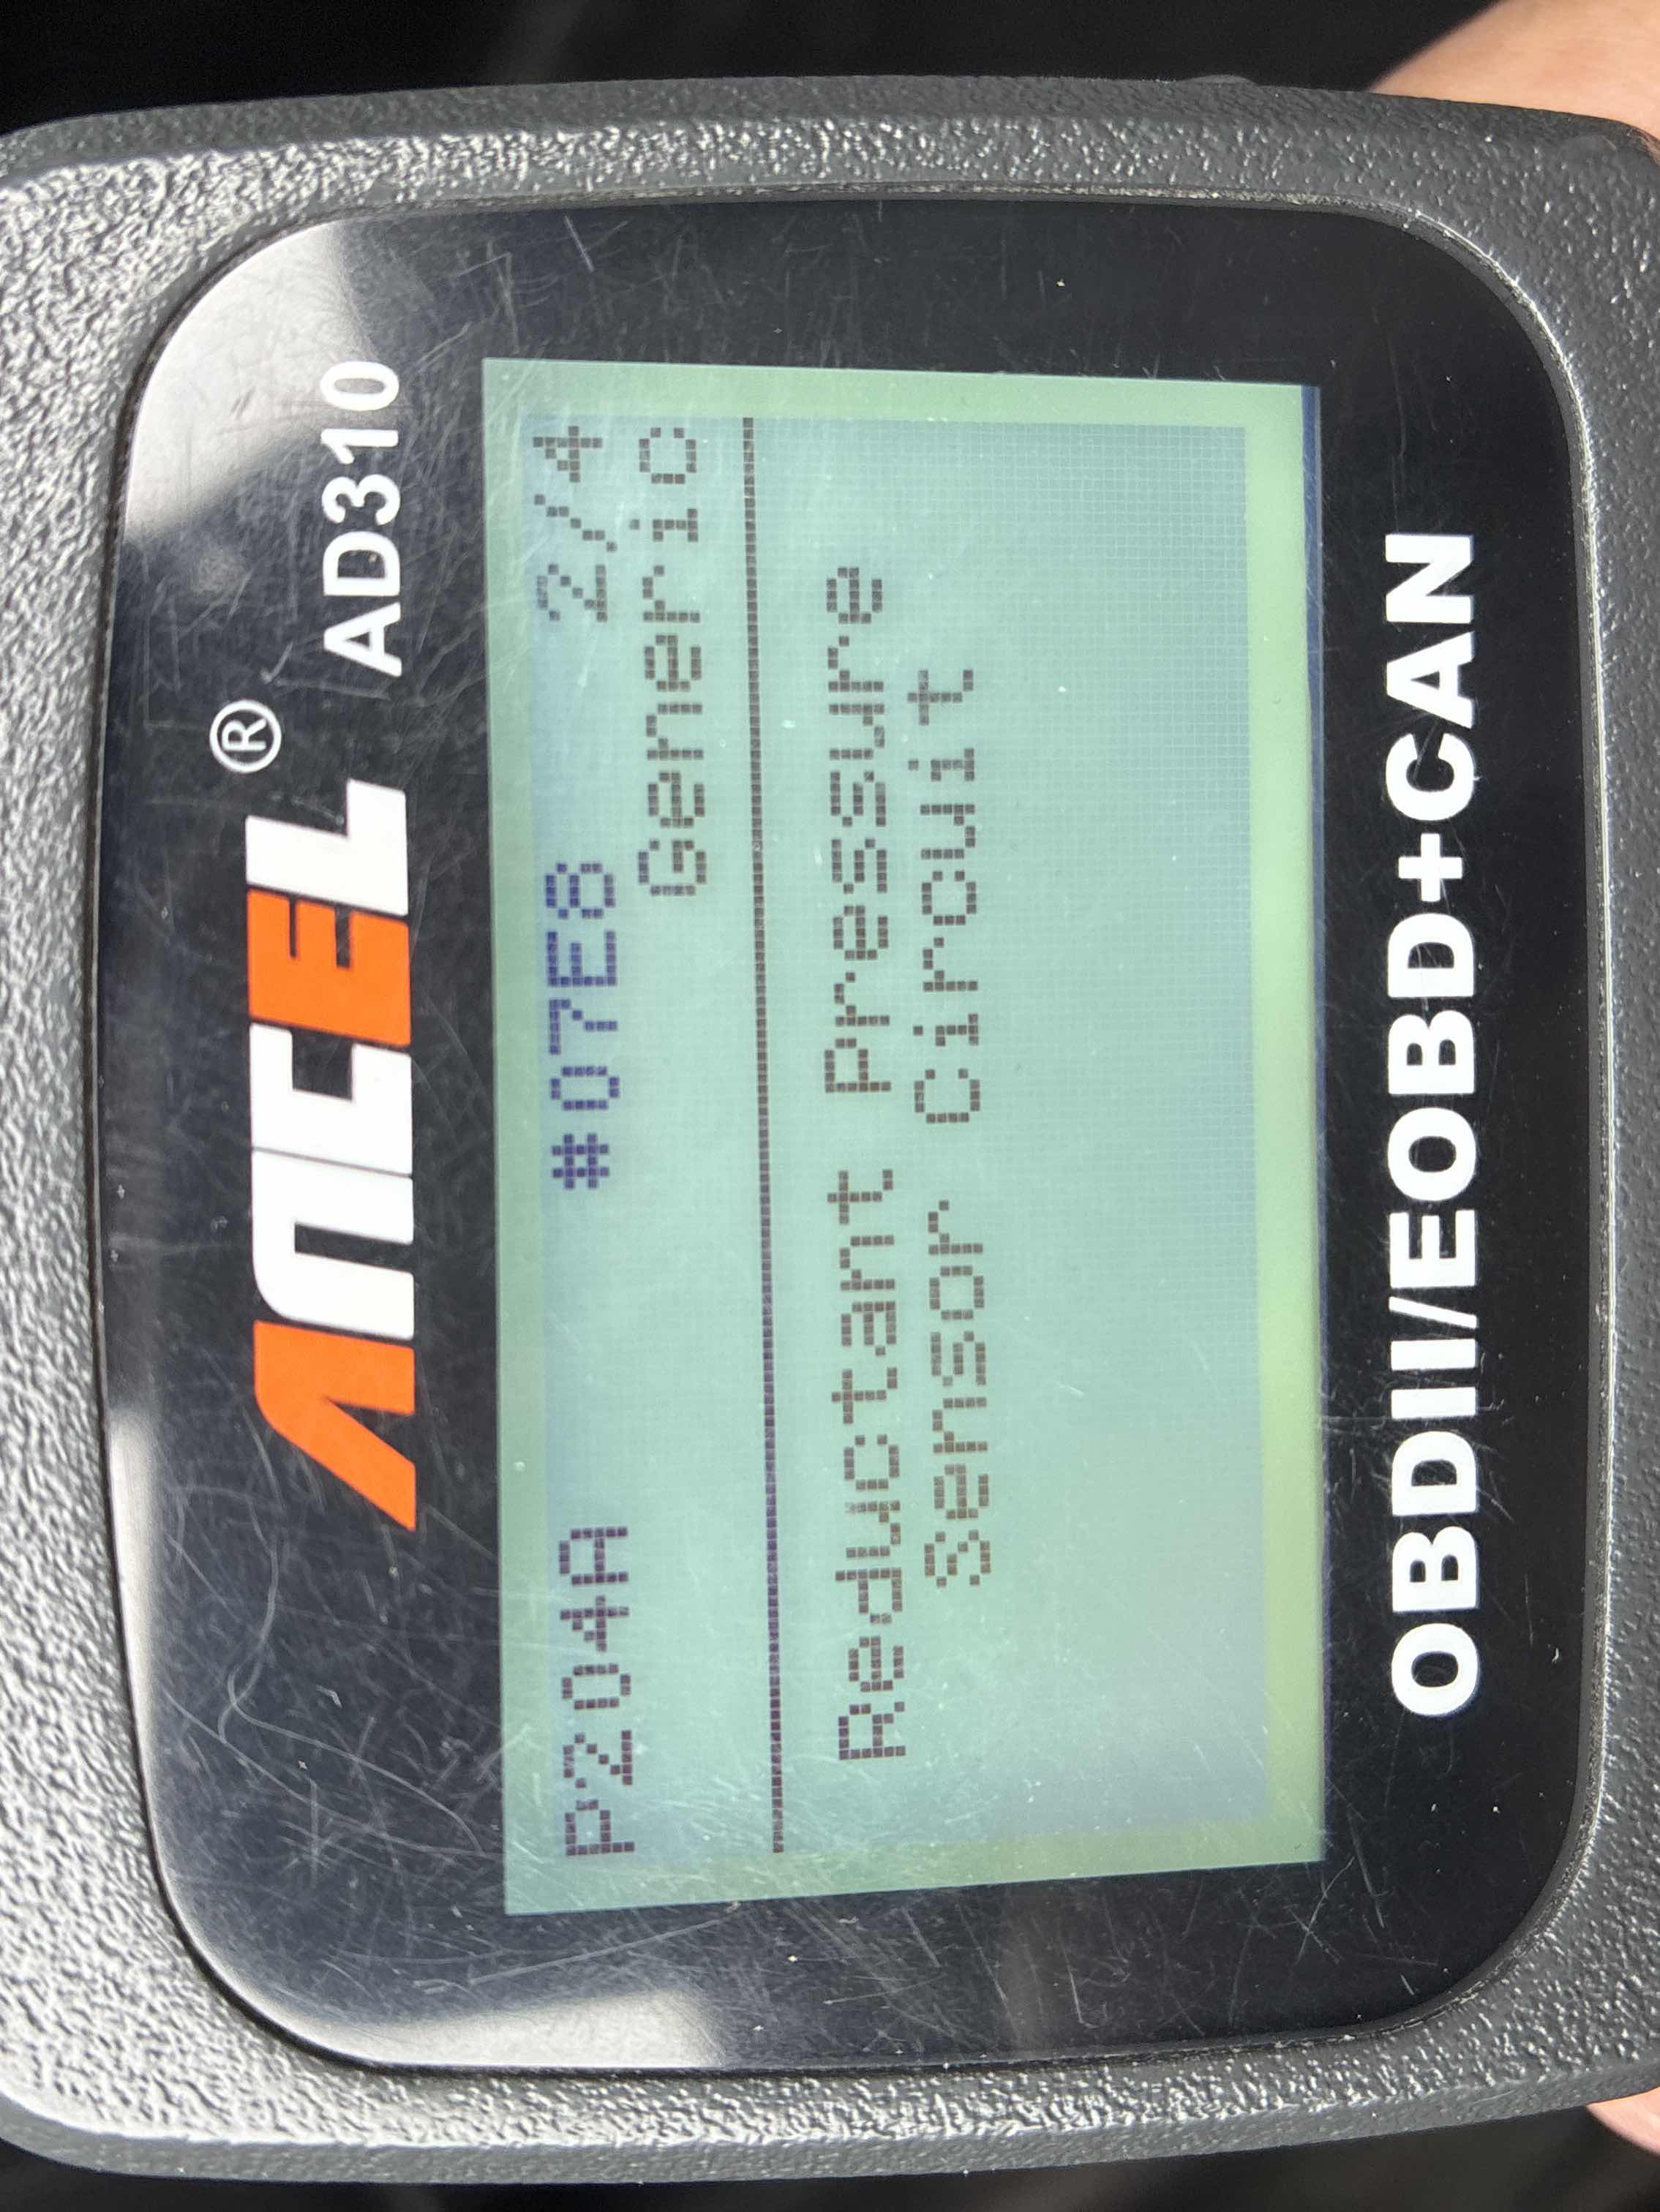 ANCEL® AD310
P204A #07E8 2/4
Generic
Reductant Pressure
Sensor Circuit
OBDII/EOBD+CAN